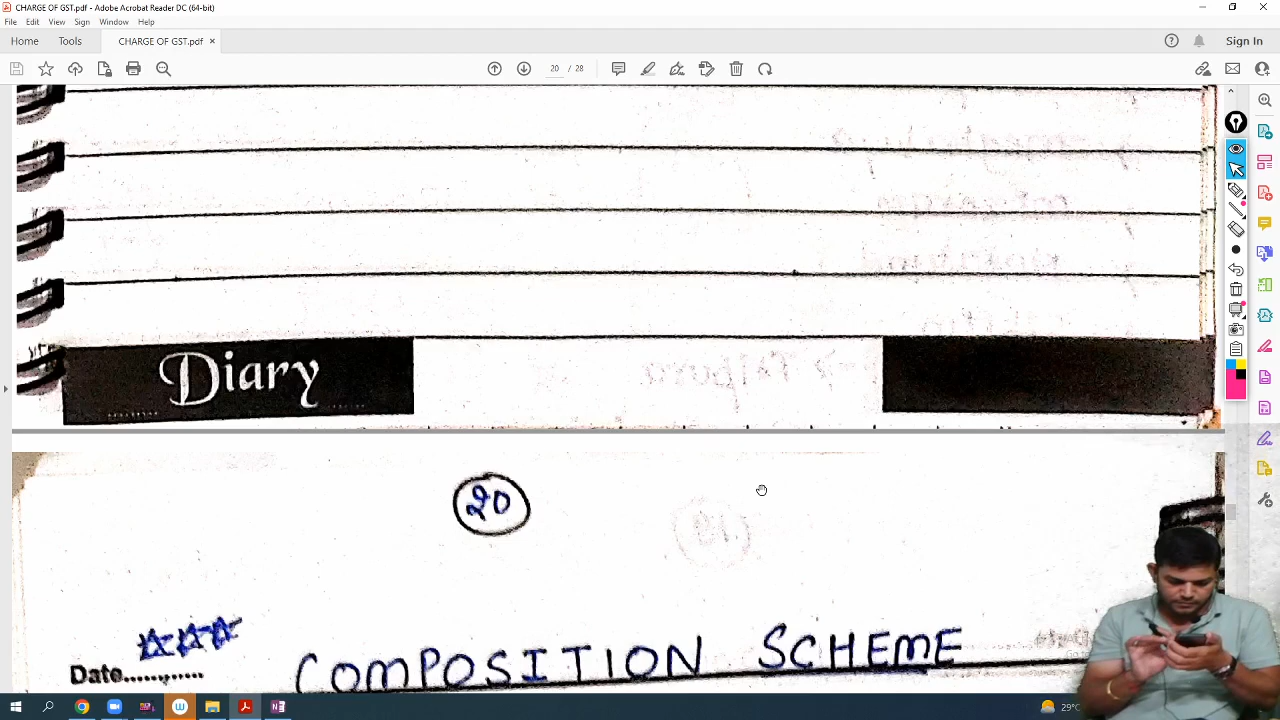 CHARGE OF GST.pdf - Adobe Acrobat Reader DC (64-bit)
File Edit View Sign Window Help
Home Tools CHARGE OF GST.pdf × Sign In
20 / 28
Diary
20
Date............ COMPOSITION SCHEME
29°C